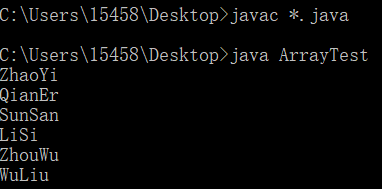 C:\Users\15458\Desktop>javac *.java
C:\Users\15458\Desktop>java ArrayTest
ZhaoYi
QianEr
SunSan
LiSi
ZhouWu
WuLiu